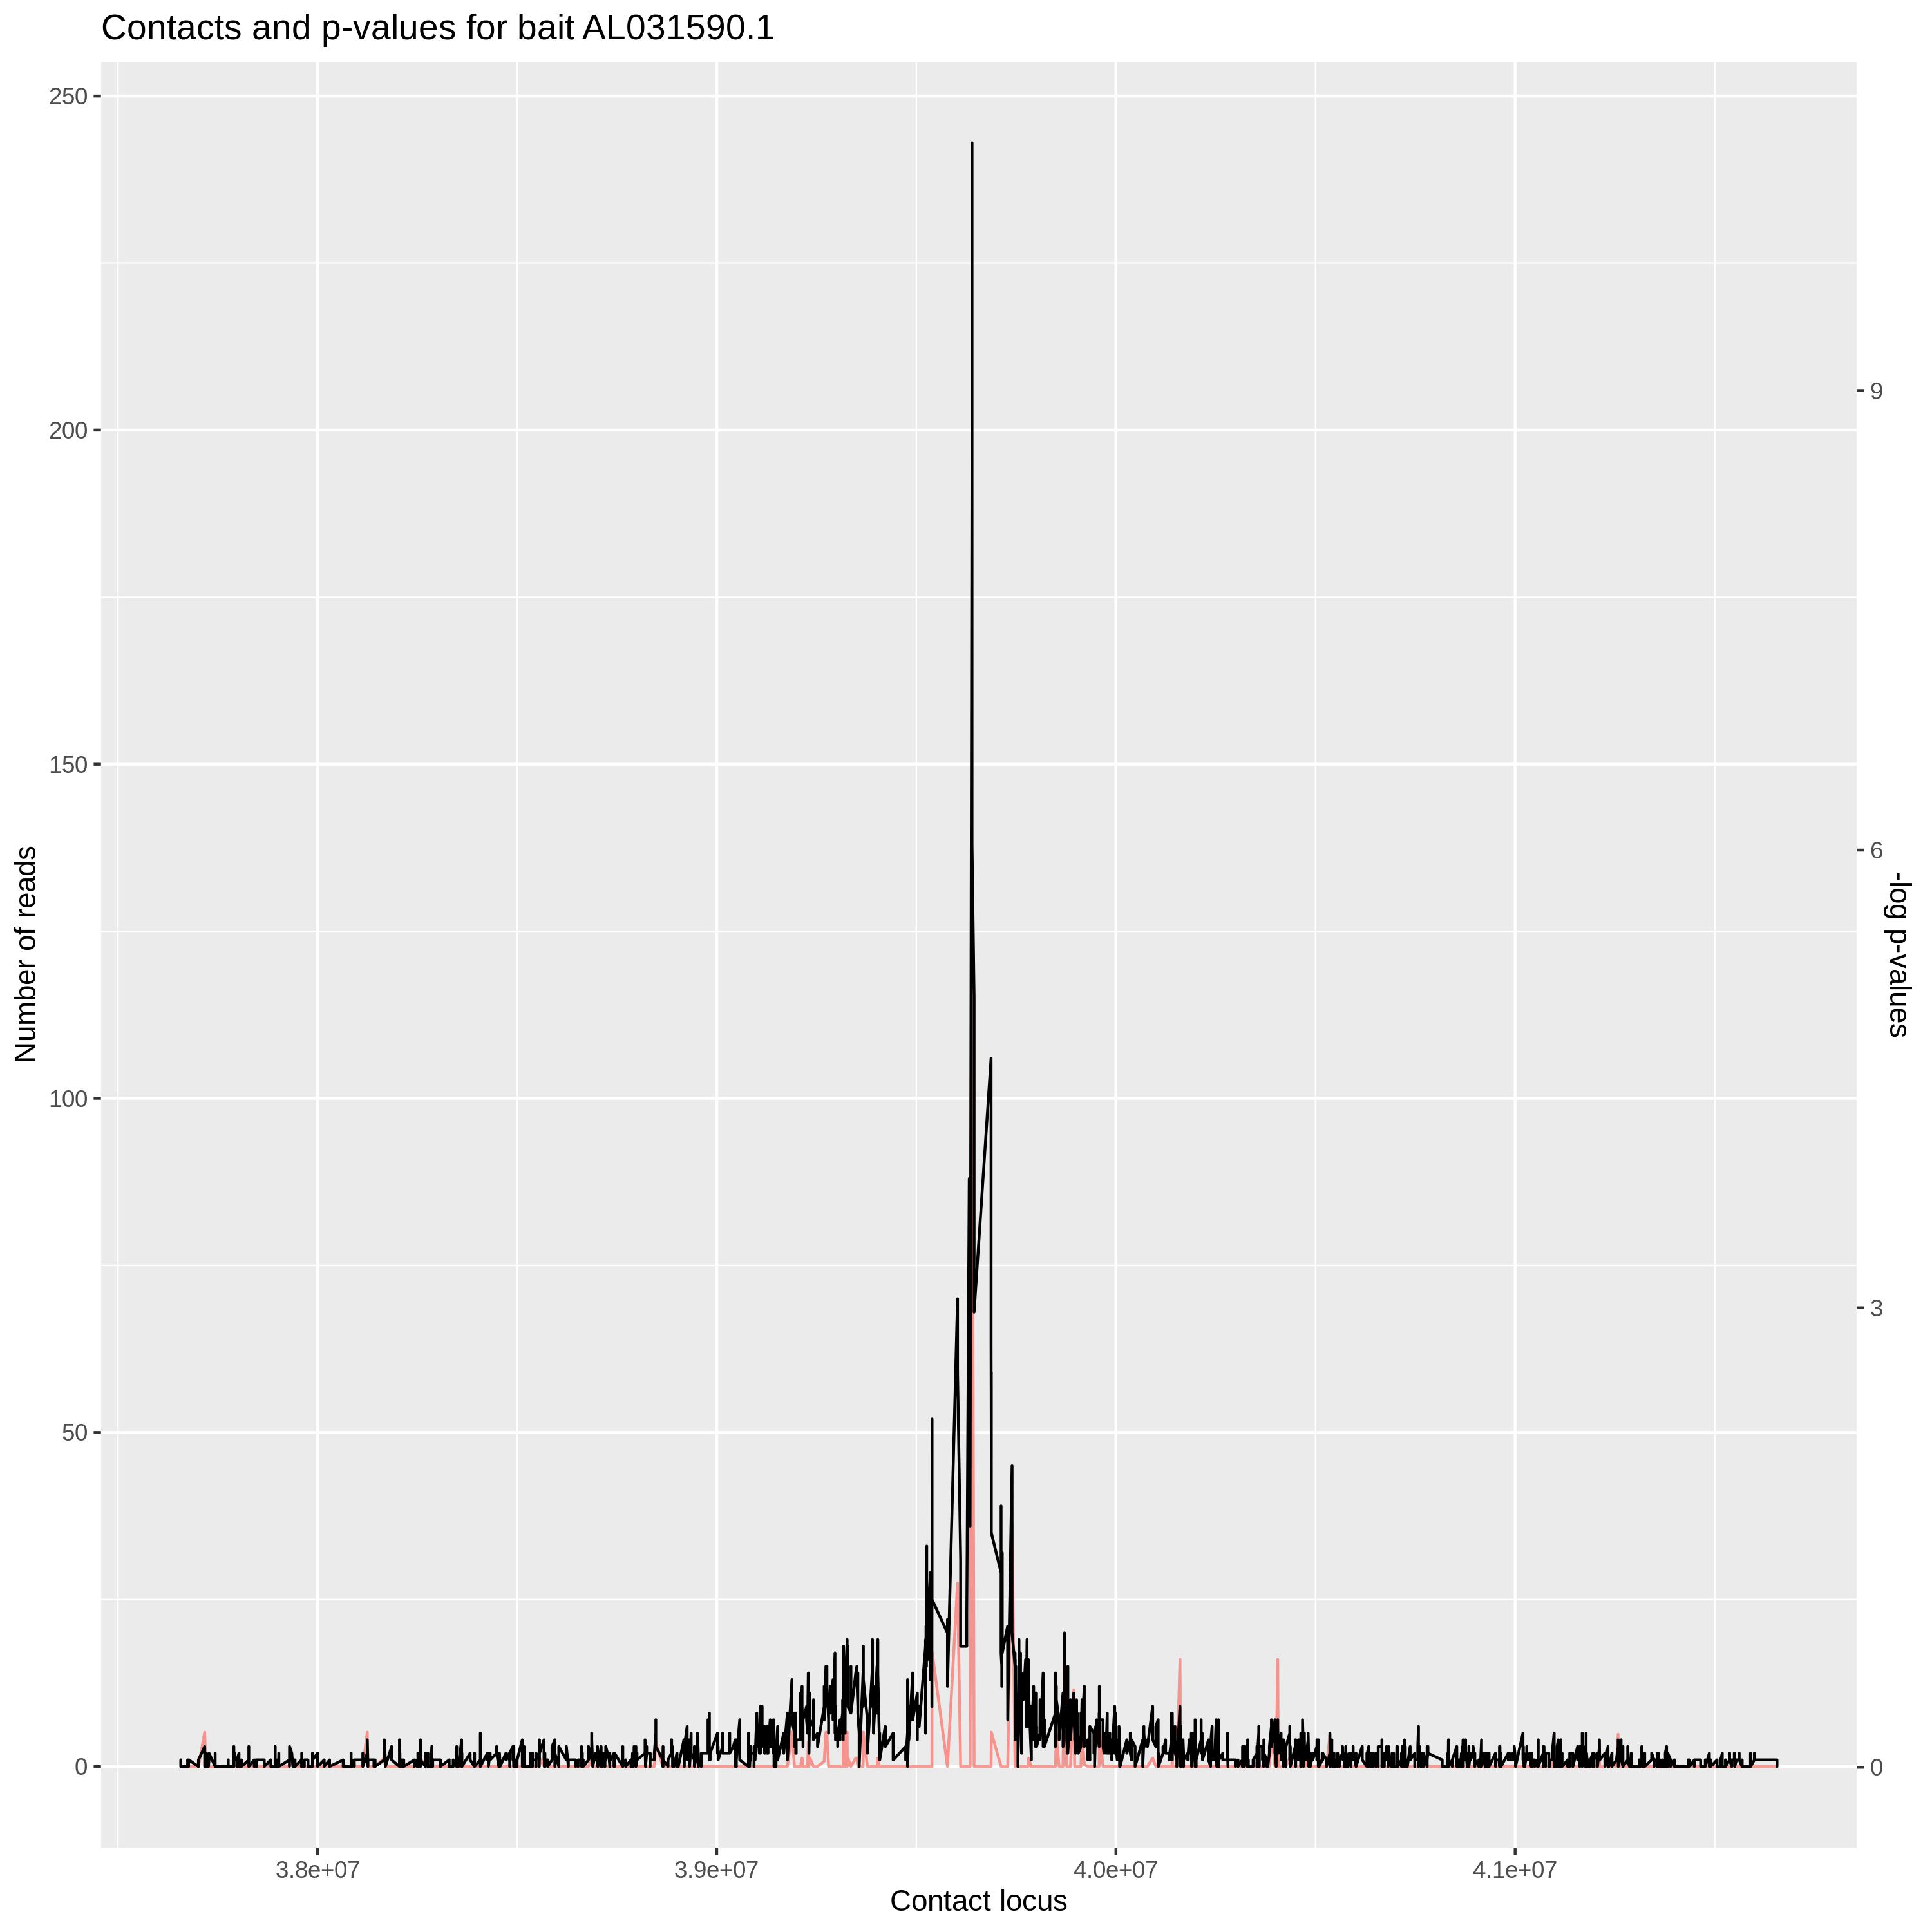 Contacts and p-values for bait AL031590.1
250
200
150
100
50
0
Number of reads
9
6
3
0
-log p-values
3.8e+07 3.9e+07 4.0e+07 4.1e+07
Contact locus